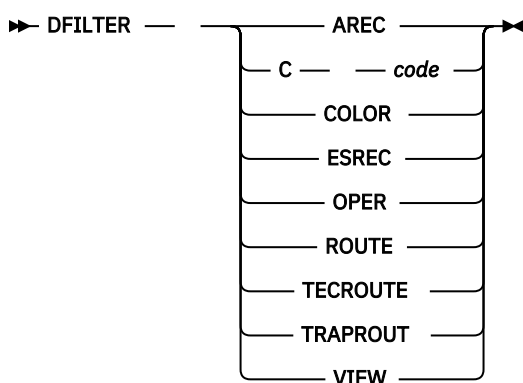 DFILTER AREC
C code
COLOR
ESREC
OPER
ROUTE
TECROUTE
TRAPROUT
VIEW